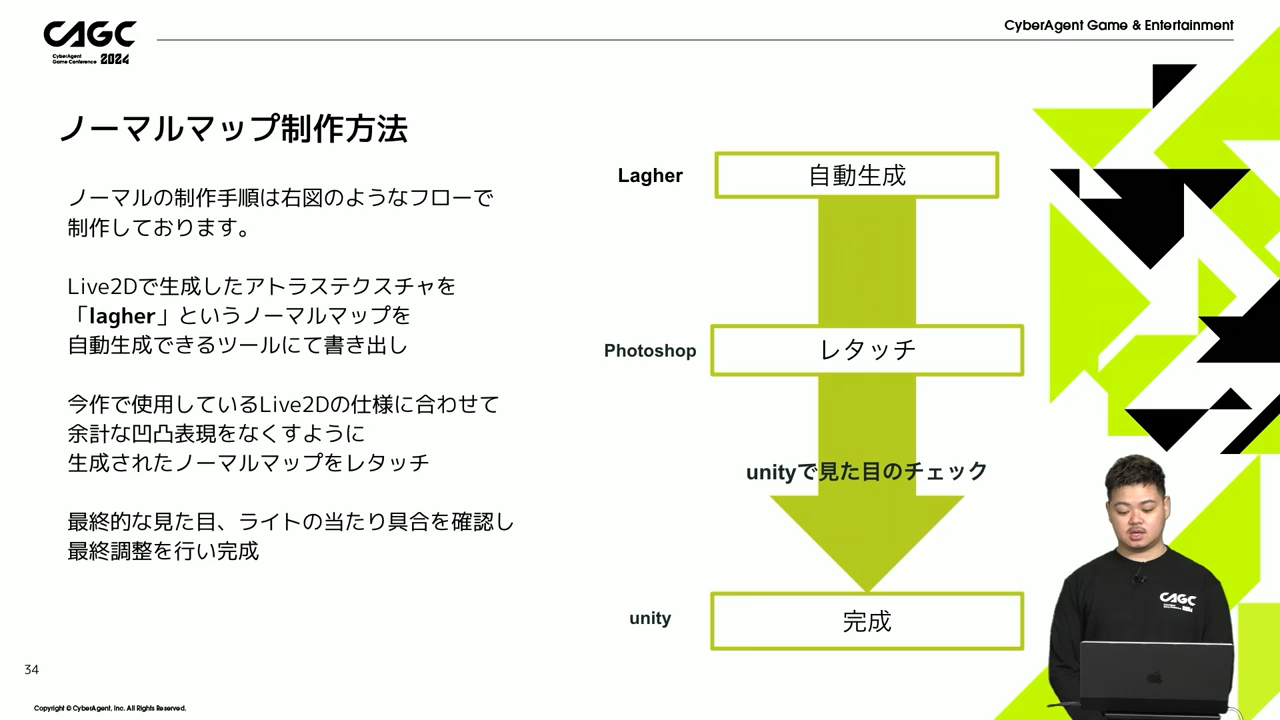 CAGC
CyberAgent
Game Conference 2024
CyberAgent Game & Entertainment
ノーマルマップ制作方法
ノーマルの制作手順は右図のようなフローで
制作しております。
Live2Dで生成したアトラステクスチャを
「lagher」というノーマルマップを
自動生成できるツールにて書き出し
今作で使用しているLive2Dの仕様に合わせて
余計な凹凸表現をなくすように
生成されたノーマルマップをレタッチ
最終的な見た目、ライトの当たり具合を確認し
最終調整を行い完成
Lagher
自動生成
Photoshop
レタッチ
unityで見た目のチェック
unity
完成
CAGC
2024
34
Copyright © CyberAgent, Inc. All Rights Reserved.